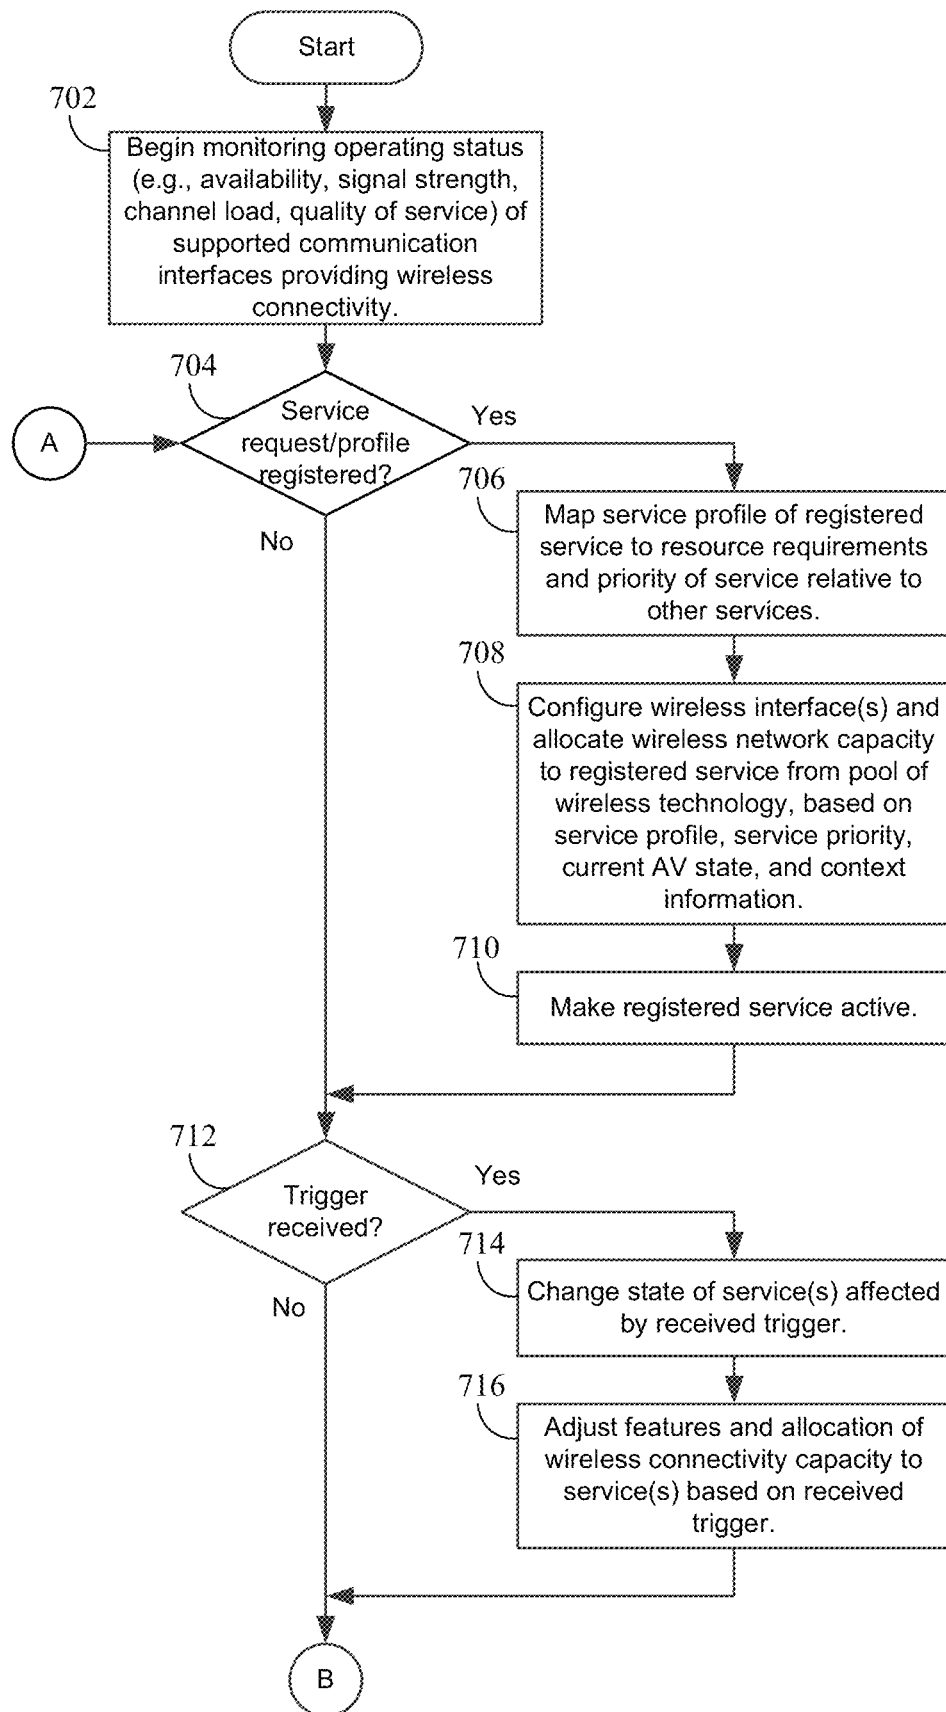 Start
702
Begin monitoring operating status
(e.g., availability, signal strength,
channel load, quality of service) of
supported communication
interfaces providing wireless
connectivity.
704
A
Service
request/profile
registered?
Yes
No
706
Map service profile of registered
service to resource requirements
and priority of service relative to
other services.
708
Configure wireless interface(s) and
allocate wireless network capacity
to registered service from pool of
wireless technology, based on
service profile, service priority,
current AV state, and context
information.
710
Make registered service active.
712
Trigger
received?
Yes
No
714
Change state of service(s) affected
by received trigger.
716
Adjust features and allocation of
wireless connectivity capacity to
service(s) based on received
trigger.
B